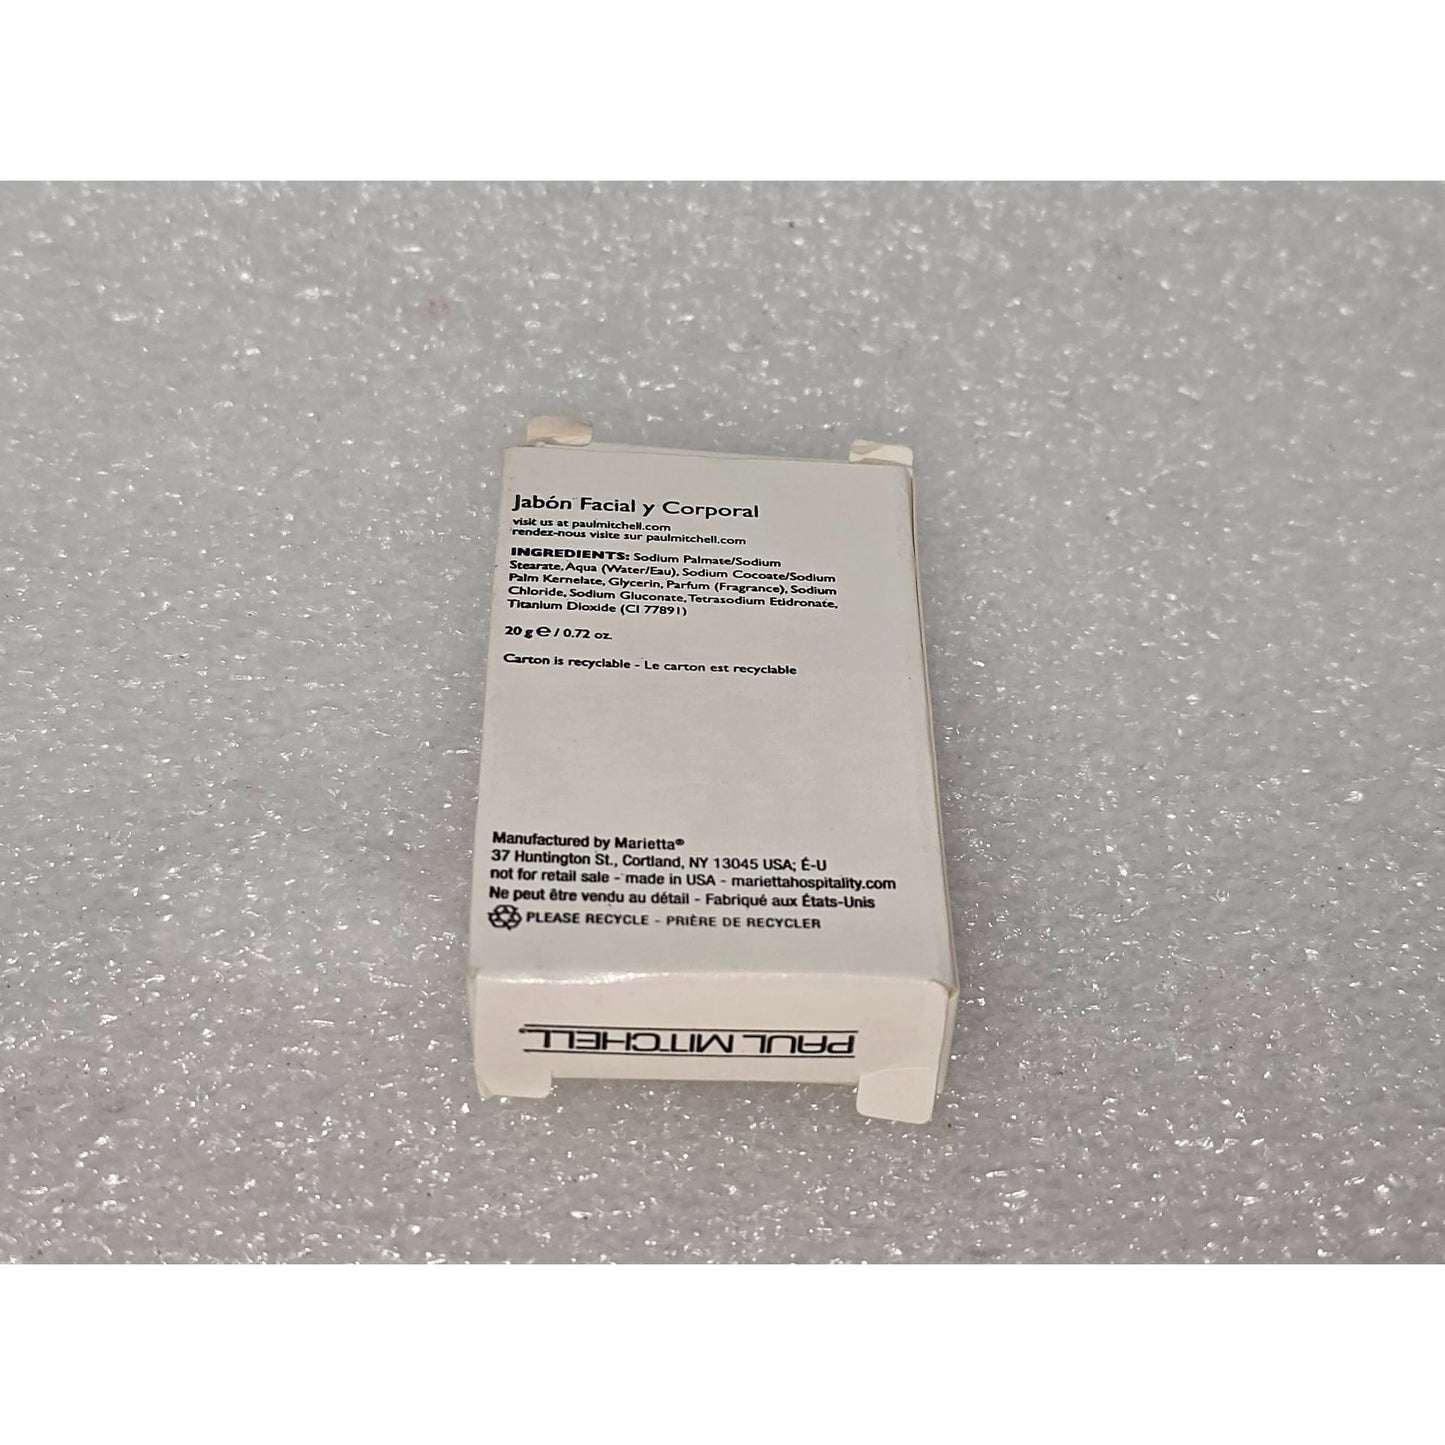 Jabón Facial y Corporal
visit us at paulmitchell.com
rendez-nous visite sur paulmitchell.com
INGREDIENTS: Sodium Palmate/Sodium
Stearate, Aqua (Water/Eau), Sodium Cocoate/Sodium
Palm Kernelate, Glycerin, Parfum (Fragrance), Sodium
Chloride, Sodium Gluconate, Tetrasodium Etidronate,
Titanium Dioxide (CI 77891)
20 g ℮ / 0.72 oz.
Carton is recyclable - Le carton est recyclable
Manufactured by Marietta®
37 Huntington St., Cortland, NY 13045 USA; É-U
not for retail sale - made in USA - mariettahospitality.com
Ne peut être vendu au détail - Fabriqué aux États-Unis
PLEASE RECYCLE - PRIÈRE DE RECYCLER
PAUL MITCHELL®